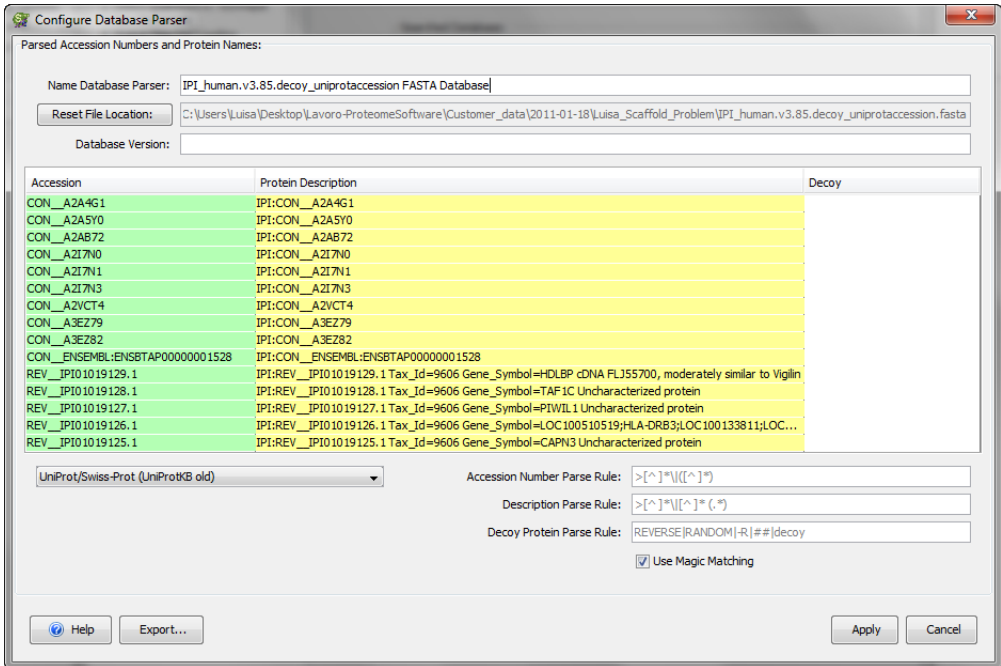 Configure Database Parser
Parsed Accession Numbers and Protein Names:
Name Database Parser: IPI_human.v3.85.decoy_uniprotaccession FASTA Database
Reset File Location: C:\Users\Luisa\Desktop\Lavoro-ProteomeSoftware\Customer_data\2011-01-18\Luisa_Scaffold_Problem\IPI_human.v3.85.decoy_uniprotaccession.fasta
Database Version:
Accession Protein Description Decoy
CON__A2A4G1 IPI:CON__A2A4G1
CON__A2A5Y0 IPI:CON__A2A5Y0
CON__A2AB72 IPI:CON__A2AB72
CON__A2I7N0 IPI:CON__A2I7N0
CON__A2I7N1 IPI:CON__A2I7N1
CON__A2I7N3 IPI:CON__A2I7N3
CON__A2VCT4 IPI:CON__A2VCT4
CON__A3EZ79 IPI:CON__A3EZ79
CON__A3EZ82 IPI:CON__A3EZ82
CON__ENSEMBL:ENSBTAP00000001528 IPI:CON__ENSEMBL:ENSBTAP00000001528
REV__IPI01019129.1 IPI:REV__IPI01019129.1 Tax_Id=9606 Gene_Symbol=HDLBP cDNA FLJ55700, moderately similar to Vigilin
REV__IPI01019128.1 IPI:REV__IPI01019128.1 Tax_Id=9606 Gene_Symbol=TAF1C Uncharacterized protein
REV__IPI01019127.1 IPI:REV__IPI01019127.1 Tax_Id=9606 Gene_Symbol=PIWIL1 Uncharacterized protein
REV__IPI01019126.1 IPI:REV__IPI01019126.1 Tax_Id=9606 Gene_Symbol=LOC100510519;HLA-DRB3;LOC100133811;LOC...
REV__IPI01019125.1 IPI:REV__IPI01019125.1 Tax_Id=9606 Gene_Symbol=CAPN3 Uncharacterized protein
UniProt/Swiss-Prot (UniProtKB old) Accession Number Parse Rule: >[^ ]*\|([^ ]*)
Description Parse Rule: >[^ ]*\|[^ ]* (.*)
Decoy Protein Parse Rule: REVERSE|RANDOM|-R|##|decoy
Use Magic Matching
Help Export... Apply Cancel